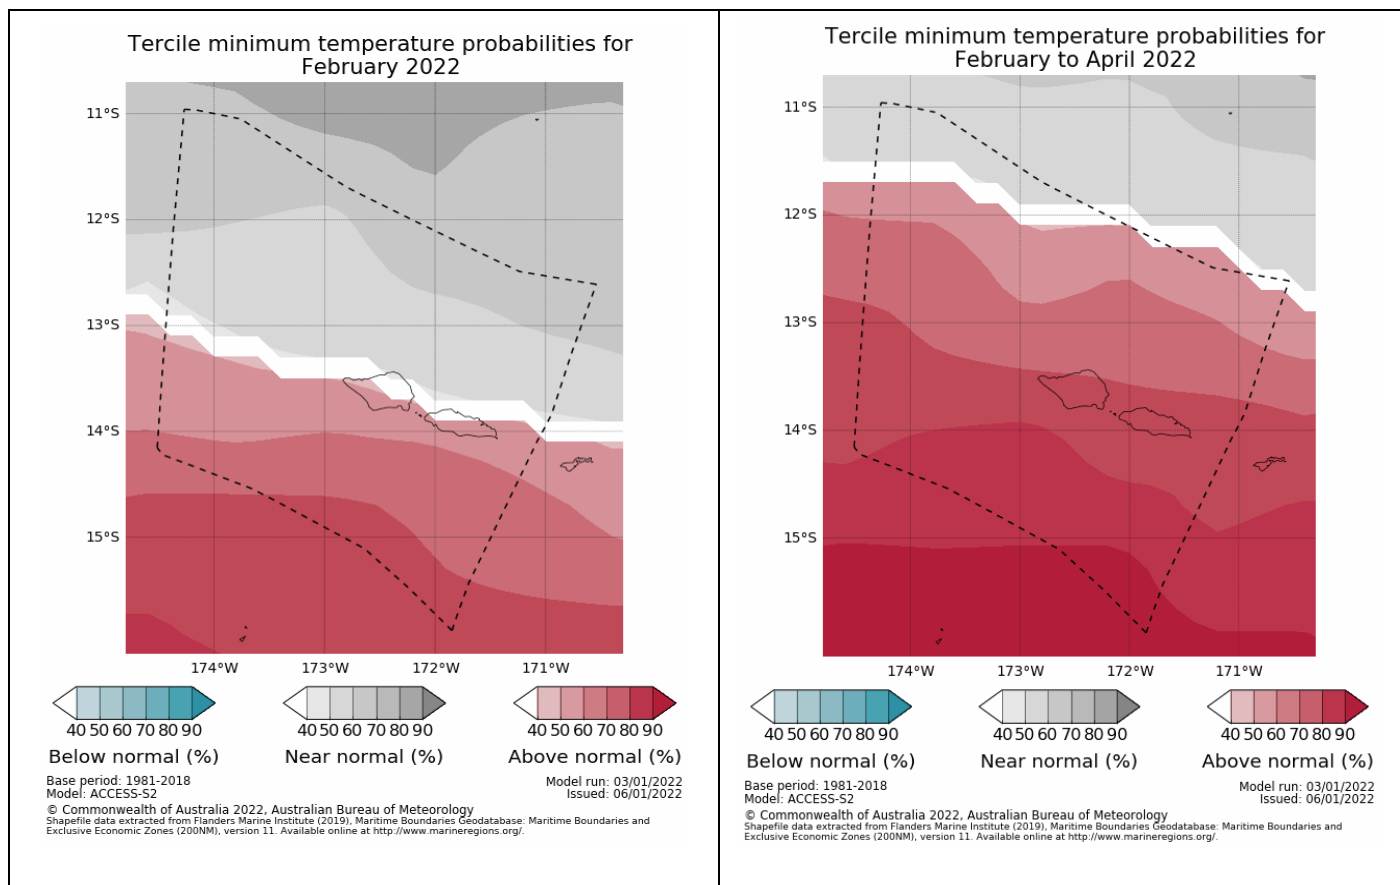 Tercile minimum temperature probabilities for
February 2022
11°S
12°S
13°S
14°S
15°S
174°W
173°W
172°W
171°W
40 50 60 70 80 90
Below normal (%)
40 50 60 70 80 90
Near normal (%)
40 50 60 70 80 90
Above normal (%)
Base period: 1981-2018
Model: ACCESS-S2
Model run: 03/01/2022
Issued: 06/01/2022
© Commonwealth of Australia 2022, Australian Bureau of Meteorology
Shapefile data extracted from Flanders Marine Institute (2019), Maritime Boundaries Geodatabase: Maritime Boundaries and
Exclusive Economic Zones (200NM), version 11. Available online at http://www.marineregions.org/.
Tercile minimum temperature probabilities for
February to April 2022
11°S
12°S
13°S
14°S
15°S
174°W
173°W
172°W
171°W
40 50 60 70 80 90
Below normal (%)
40 50 60 70 80 90
Near normal (%)
40 50 60 70 80 90
Above normal (%)
Base period: 1981-2018
Model: ACCESS-S2
Model run: 03/01/2022
Issued: 06/01/2022
© Commonwealth of Australia 2022, Australian Bureau of Meteorology
Shapefile data extracted from Flanders Marine Institute (2019), Maritime Boundaries Geodatabase: Maritime Boundaries and
Exclusive Economic Zones (200NM), version 11. Available online at http://www.marineregions.org/.